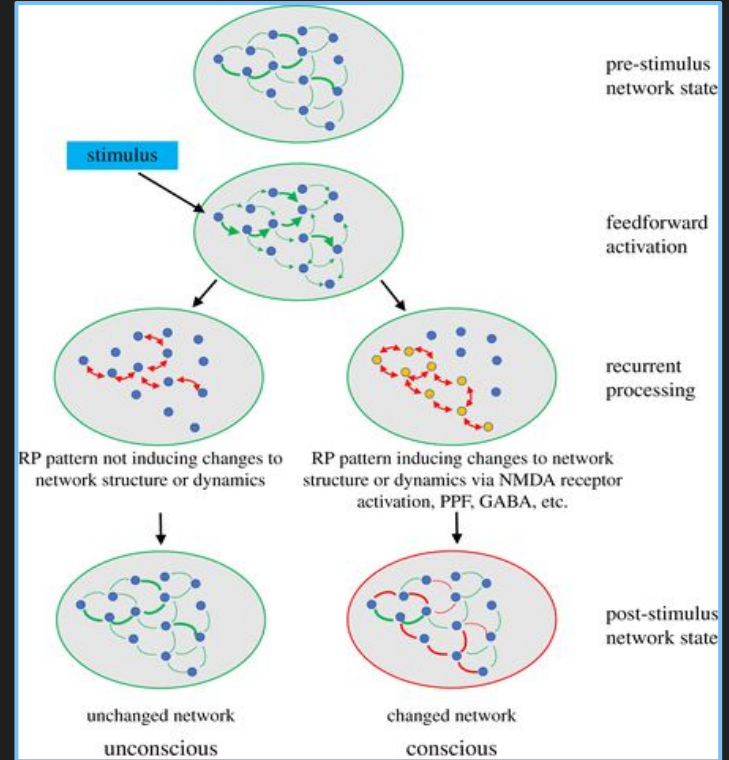 pre-stimulus
network state
stimulus
feedforward
activation
recurrent
processing
RP pattern not inducing changes to
network structure or dynamics
RP pattern inducing changes to network
structure or dynamics via NMDA receptor
activation, PPF, GABA, etc.
post-stimulus
network state
unchanged network
changed network
unconscious
conscious